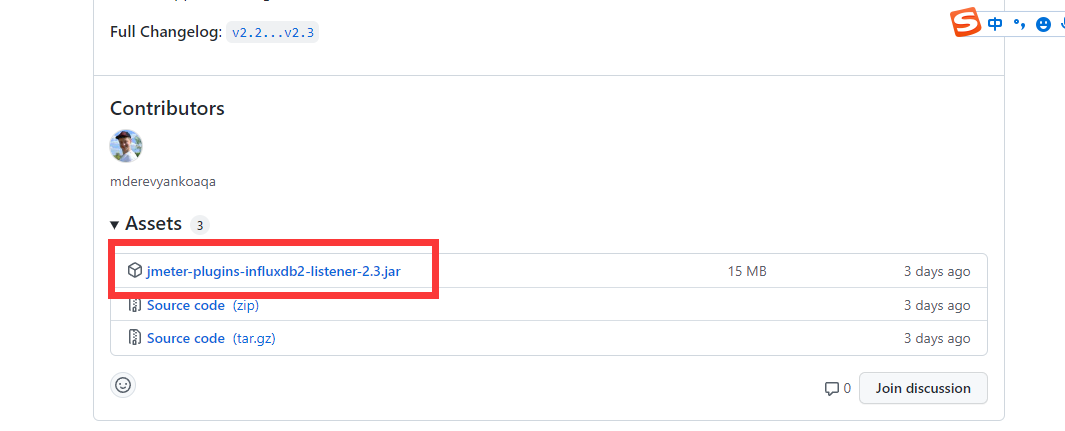 Full Changelog: v2.2...v2.3
Contributors
mderevyankoaqa
Assets 3
jmeter-plugins-influxdb2-listener-2.3.jar 15 MB 3 days ago
Source code (zip) 3 days ago
Source code (tar.gz) 3 days ago
0 Join discussion
中